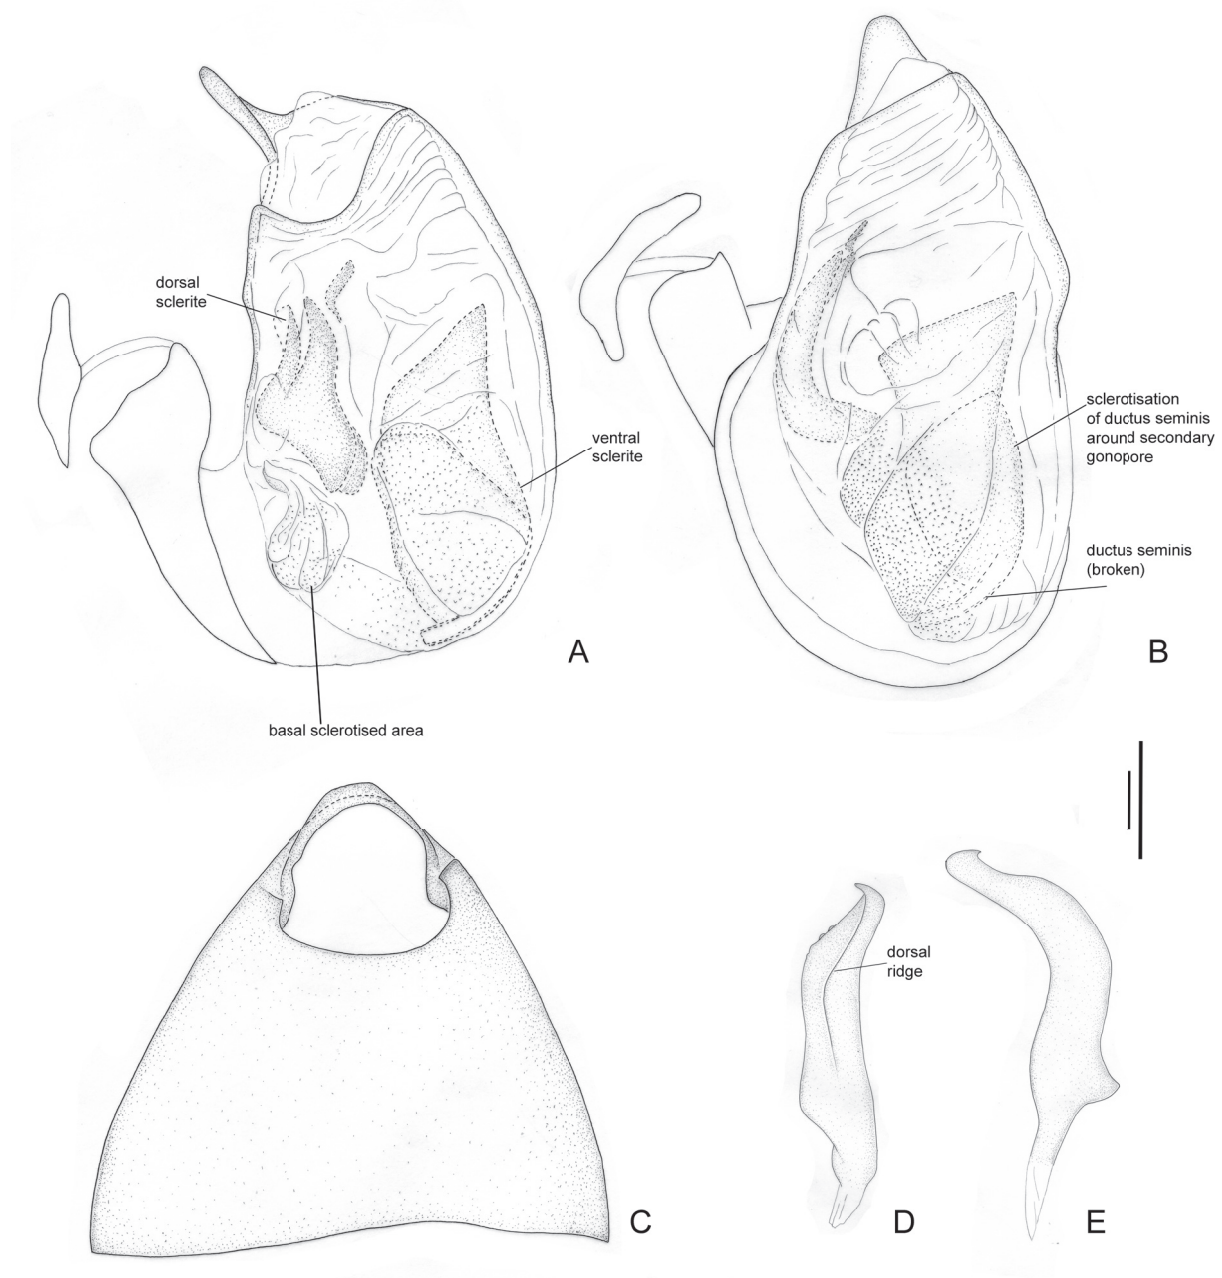 dorsal
sclerite
ventral
sclerite
A
basal sclerotised area
sclerotisation
of ductus seminis
around secondary
gonopore
ductus seminis
(broken)
B
C
dorsal
ridge
D
E